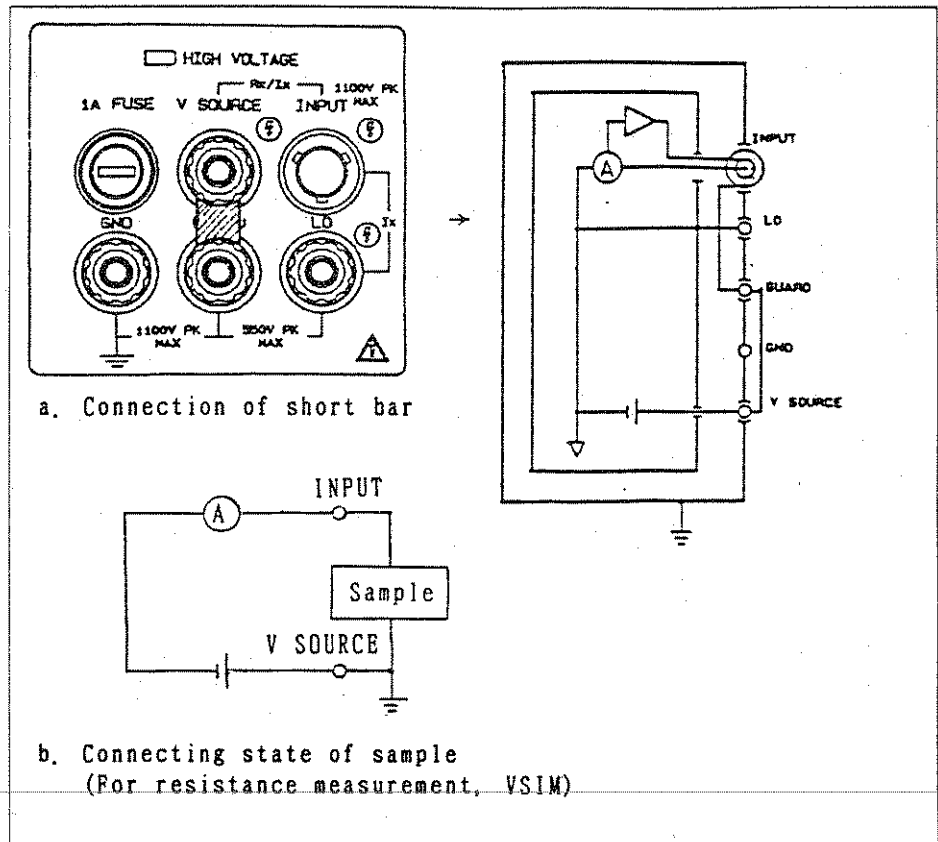 HIGH VOLTAGE
Rx/Ix 1100V PK MAX
1A FUSE V SOURCE INPUT
GND LO Ix
1100V PK MAX 550V PK MAX
a. Connection of short bar
A
INPUT
LO
GUARD
GND
V SOURCE
A
INPUT
Sample
V SOURCE
b. Connecting state of sample
(For resistance measurement, VSIM)